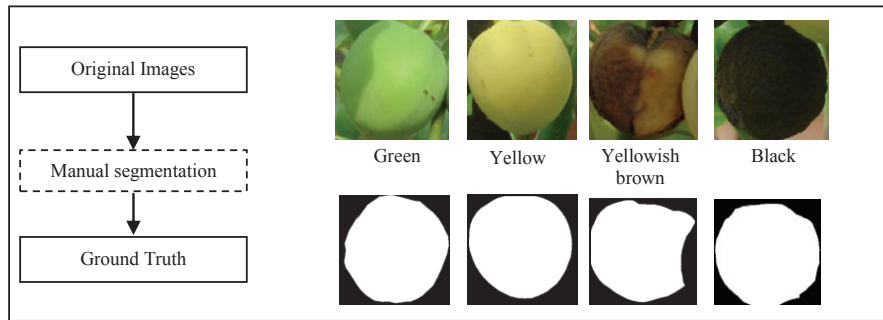 Original Images
Manual segmentation
Ground Truth
Green
Yellow
Yellowish
brown
Black